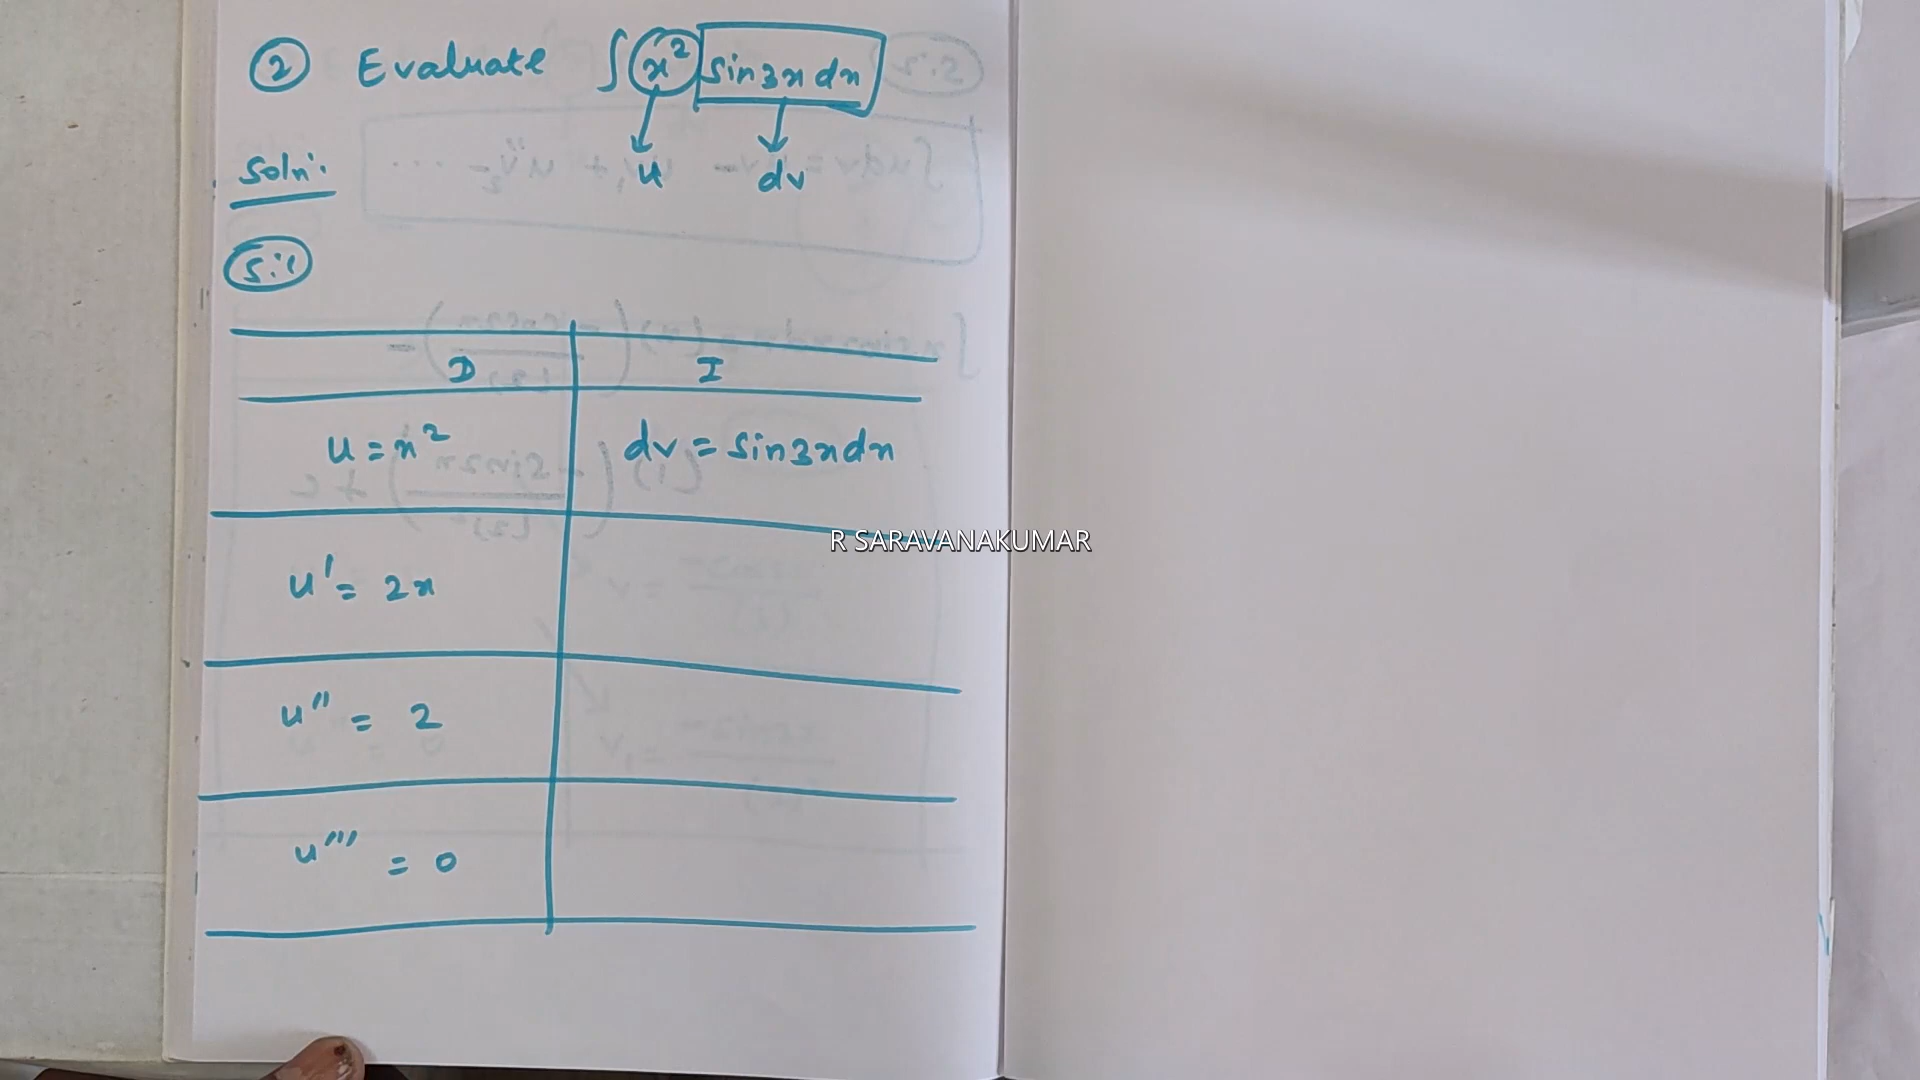 ② Evaluate ∫ x² sin3x dx
u dv
Soln:
S:1
D I
u = x² dv = sin3x dx
R SARAVANAKUMAR
u' = 2x
u'' = 2
u''' = 0